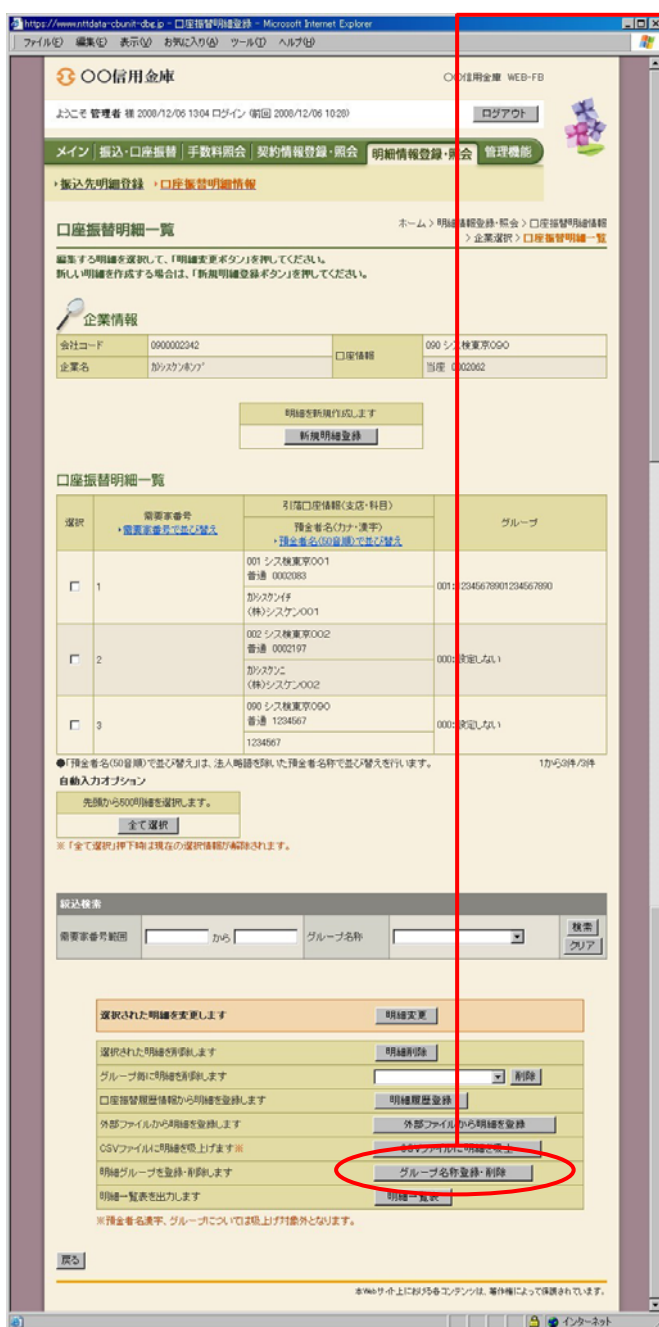 https://www.nttdata-cbunit-dbg.jp - 口座振替明細登録 - Microsoft Internet Explorer
ファイル(F) 編集(E) 表示(V) お気に入り(A) ツール(T) ヘルプ(H)
〇〇信用金庫
〇〇信用金庫 WEB-FB
ようこそ 管理者 様 2008/12/06 13:04 ログイン (前回 2008/12/06 10:28)
ログアウト
メイン 振込・口座振替 手数料照会 契約情報登録・照会 明細情報登録・照会 管理機能
振込先明細登録 口座振替明細情報
口座振替明細一覧
ホーム > 明細情報登録・照会 > 口座振替明細情報
> 企業選択 > 口座振替明細一覧
編集する明細を選択して、「明細変更ボタン」を押してください。
新しい明細を作成する場合は、「新規明細登録ボタン」を押してください。
企業情報
会社コード 0900002342 口座情報 090 シス検東京090
企業名 カ)シスケンホンブ 当座 0002062
明細を新規作成します
新規明細登録
口座振替明細一覧
選択
需要家番号
需要家番号で並び替え
引落口座情報(支店・科目)
預金者名(カナ・漢字)
預金者名(50音順)で並び替え
グループ
1
001 シス検東京001
普通 0002083
カ)シスケンイチ
(株)シスケン001
001:12345678901234567890
2
002 シス検東京002
普通 0002197
カ)シスケンニ
(株)シスケン002
000:設定しない
3
090 シス検東京090
普通 1234567
1234567
000:設定しない
●「預金者名(50音順)で並び替え」は、法人略語を除いた預金者名称で並び替えを行います。
1から3件/3件
自動入力オプション
先頭から600明細を選択します。
全て選択
※「全て選択」押下時は現在の選択情報が解除されます。
絞込検索
需要家番号範囲 から グループ名称
検索
クリア
選択された明細を変更します 明細変更
選択された明細を削除します 明細削除
グループ毎に明細を削除します 削除
口座振替履歴情報から明細を登録します 明細履歴登録
外部ファイルから明細を登録します 外部ファイルから明細を登録
CSVファイルに明細を吸上げます※ CSVファイルに明細を吸上
明細グループを登録・削除します グループ名称登録・削除
明細一覧表を出力します 明細一覧表
※預金者名漢字、グループについては吸上げ対象外となります。
戻る
本Webサイト上における各コンテンツは、著作権によって保護されています。
インターネット